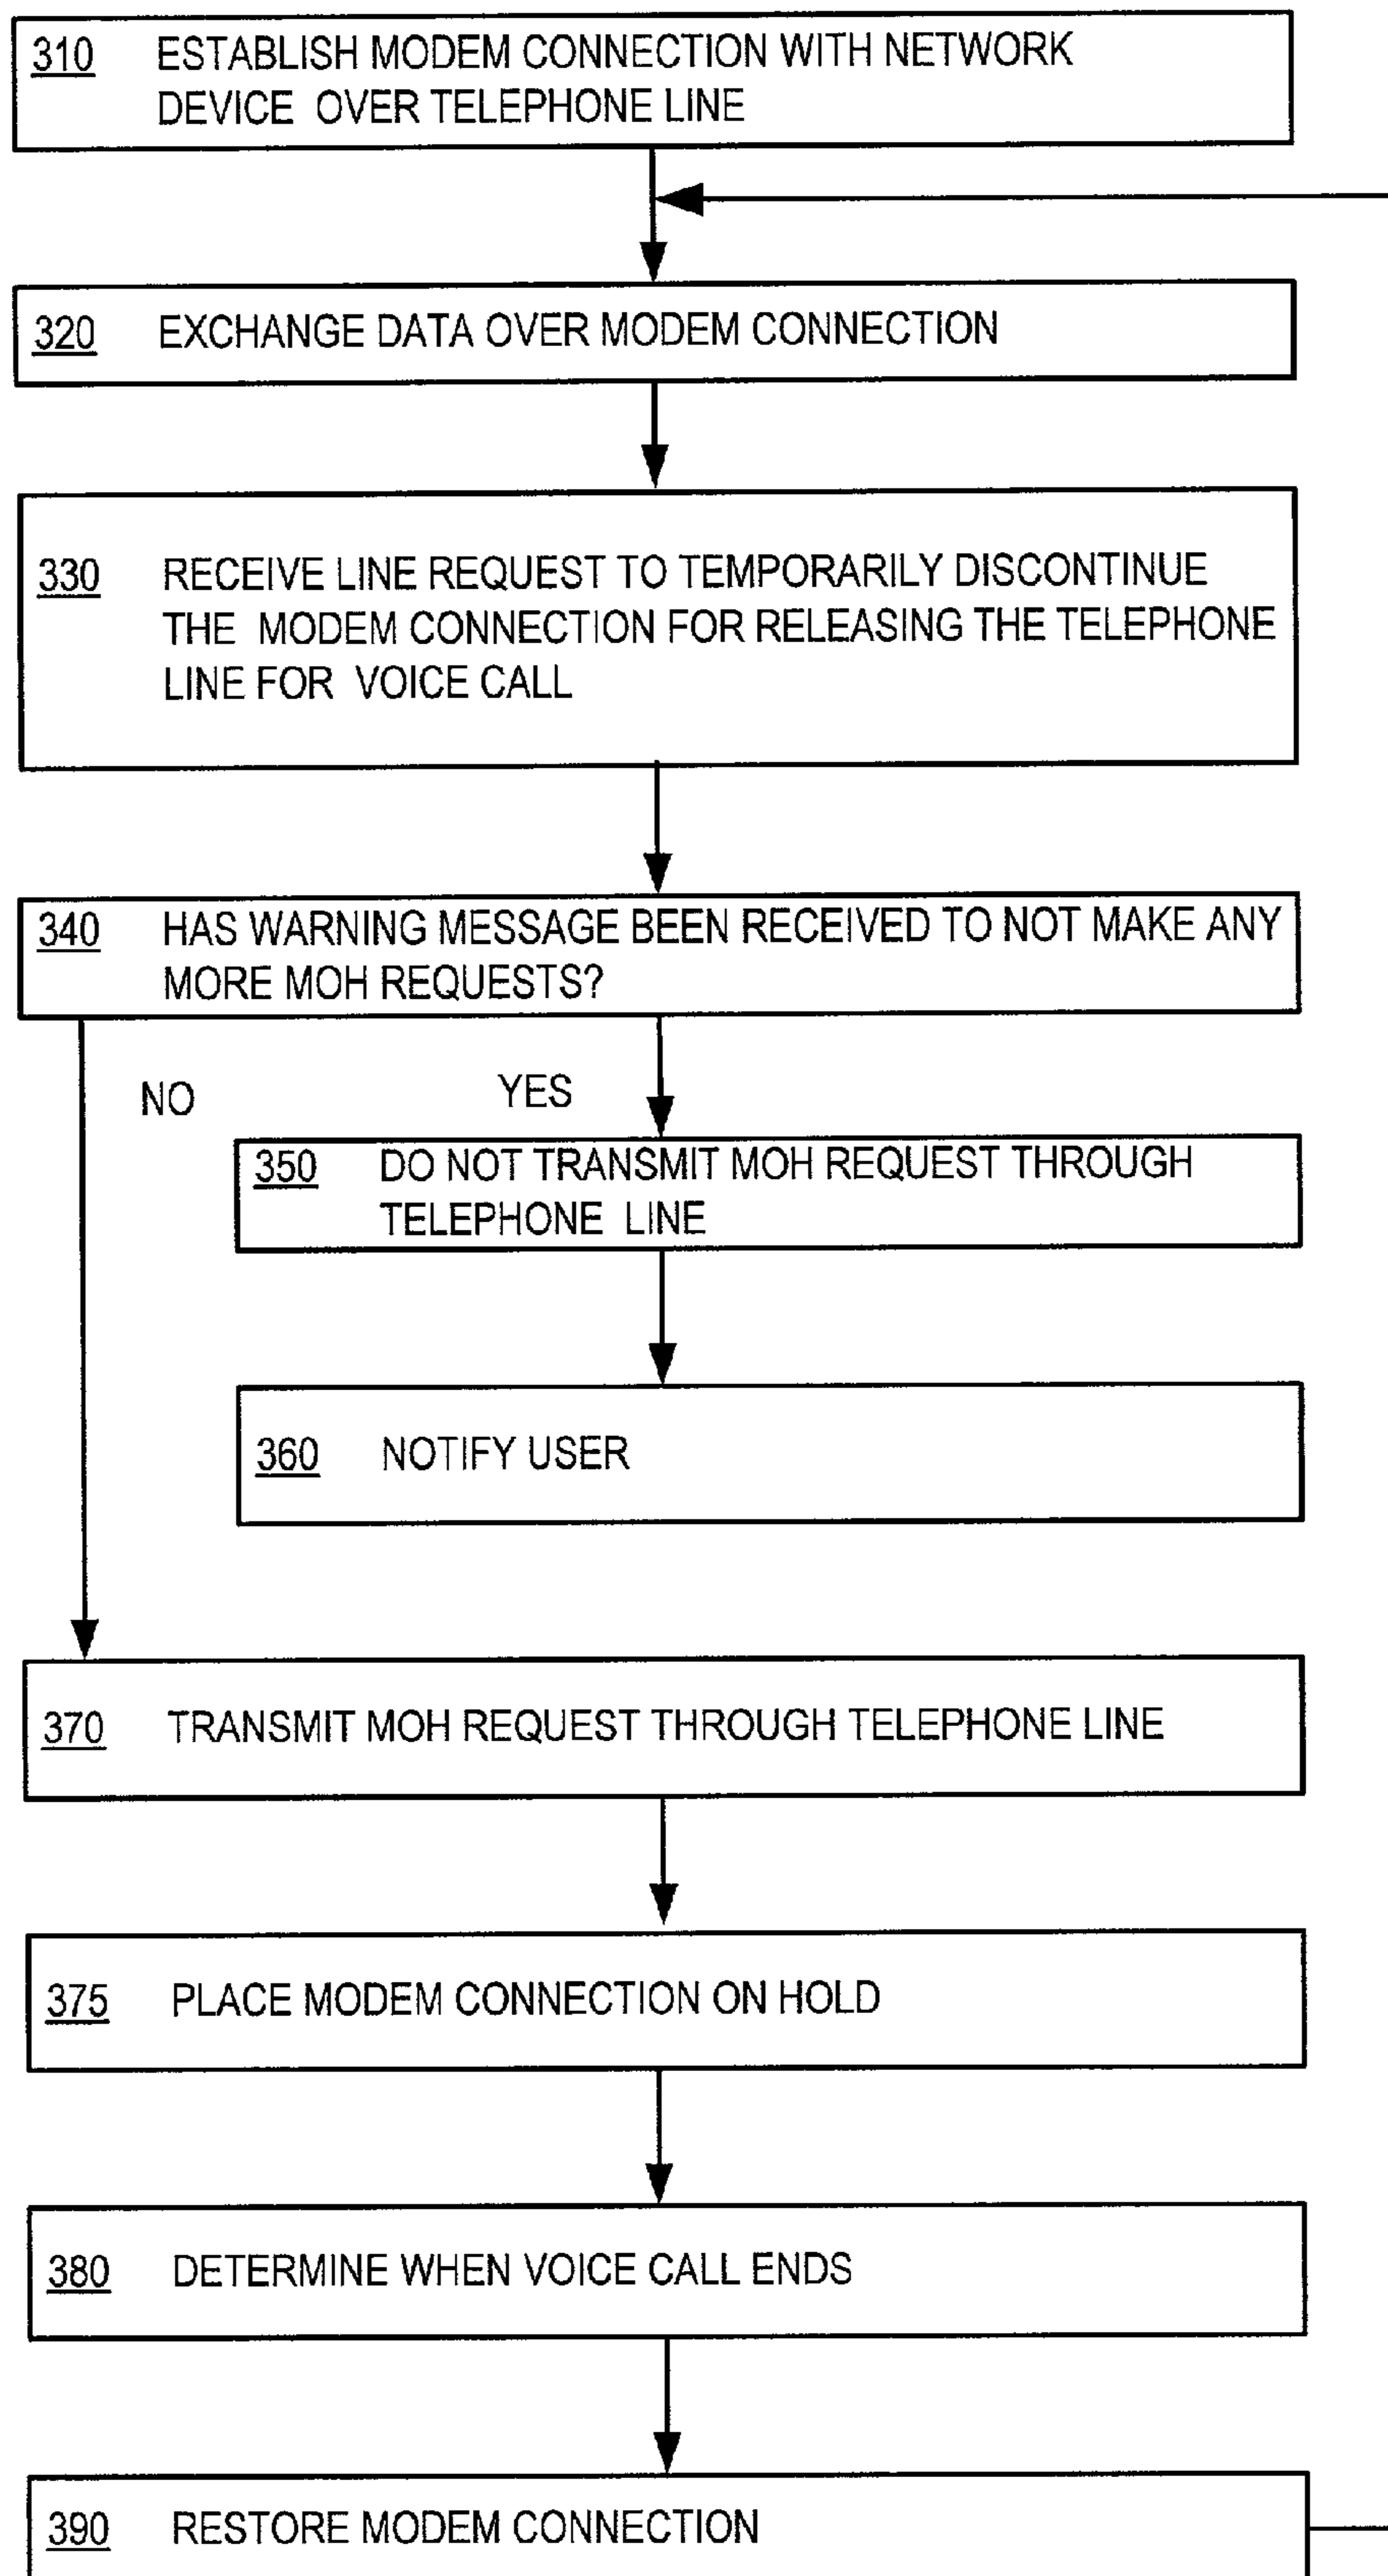 310 ESTABLISH MODEM CONNECTION WITH NETWORK
DEVICE OVER TELEPHONE LINE
320 EXCHANGE DATA OVER MODEM CONNECTION
330 RECEIVE LINE REQUEST TO TEMPORARILY DISCONTINUE
THE MODEM CONNECTION FOR RELEASING THE TELEPHONE
LINE FOR VOICE CALL
340 HAS WARNING MESSAGE BEEN RECEIVED TO NOT MAKE ANY
MORE MOH REQUESTS?
NO YES
350 DO NOT TRANSMIT MOH REQUEST THROUGH
TELEPHONE LINE
360 NOTIFY USER
370 TRANSMIT MOH REQUEST THROUGH TELEPHONE LINE
375 PLACE MODEM CONNECTION ON HOLD
380 DETERMINE WHEN VOICE CALL ENDS
390 RESTORE MODEM CONNECTION